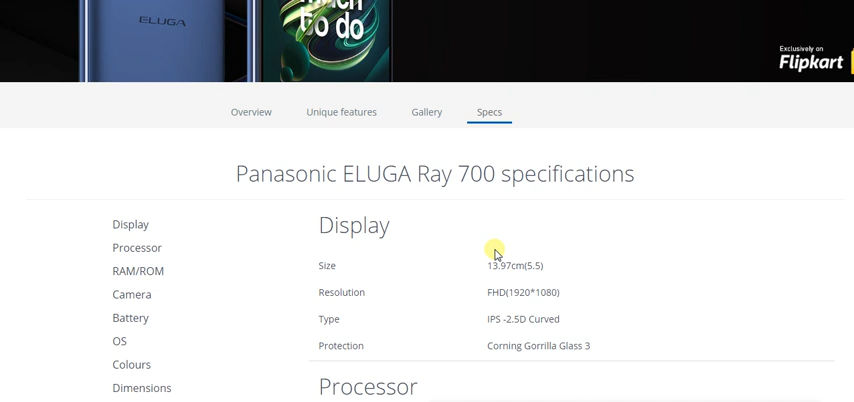 ELUGA
much
to do
Exclusively on
Flipkart
Overview Unique features Gallery Specs
Panasonic ELUGA Ray 700 specifications
Display
Processor
RAM/ROM
Camera
Battery
OS
Colours
Dimensions
Display
Size 13.97cm(5.5)
Resolution FHD(1920*1080)
Type IPS -2.5D Curved
Protection Corning Gorrilla Glass 3
Processor